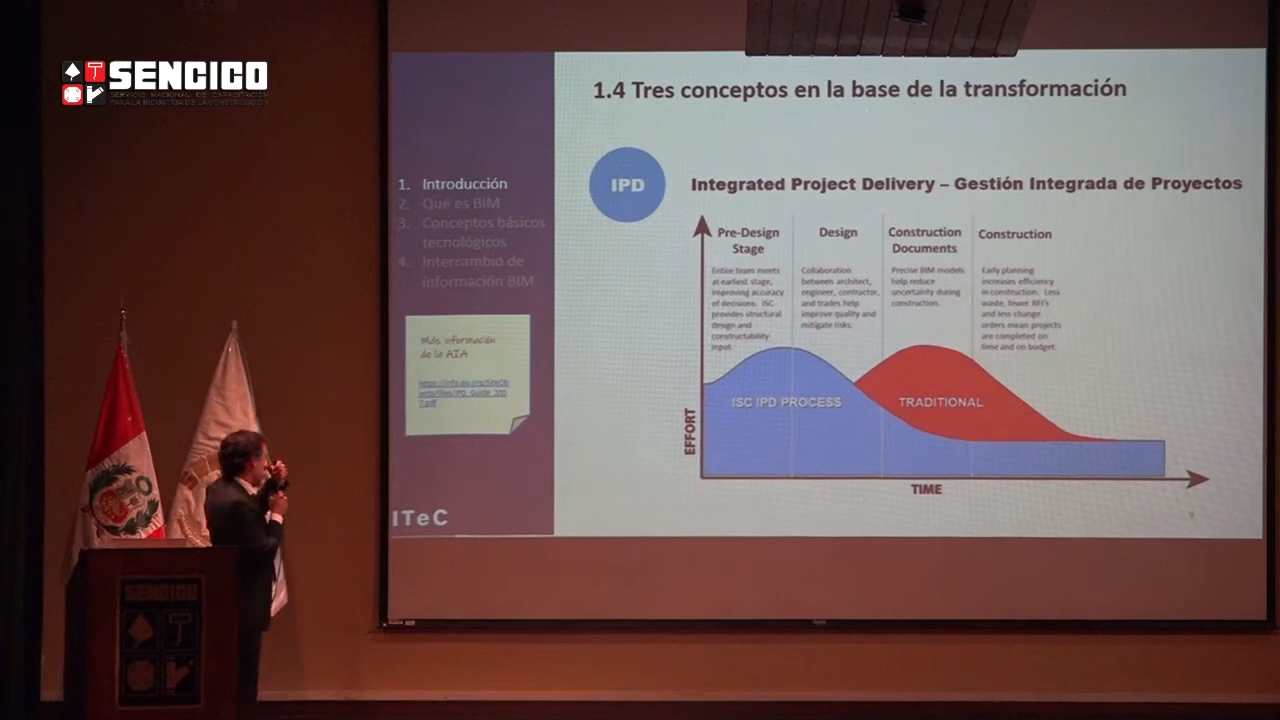 SENCICO
SERVICIO NACIONAL DE CAPACITACIÓN
PARA LA INDUSTRIA DE LA CONSTRUCCIÓN
1.4 Tres conceptos en la base de la transformación
1. Introducción
2. Qué es BIM
3. Conceptos básicos
tecnológicos
4. Intercambio de
información BIM
Más información
de la AIA
ITeC
IPD
Integrated Project Delivery – Gestión Integrada de Proyectos
Pre-Design
Stage
Entire team meets
at earliest stage,
improving accuracy
of decisions. ISC
provides structural
design and
constructability
input.
Design
Collaboration
between architect,
engineer, contractor,
and trades help
improve quality and
mitigate risks.
Construction
Documents
Precise BIM models
help reduce
uncertainty during
construction.
Construction
Early planning
increases efficiency
in construction. Less
waste, fewer RFI's
and less change
orders mean projects
are completed on
time and on budget.
ISC IPD PROCESS
TRADITIONAL
EFFORT
TIME
9
SENCICO